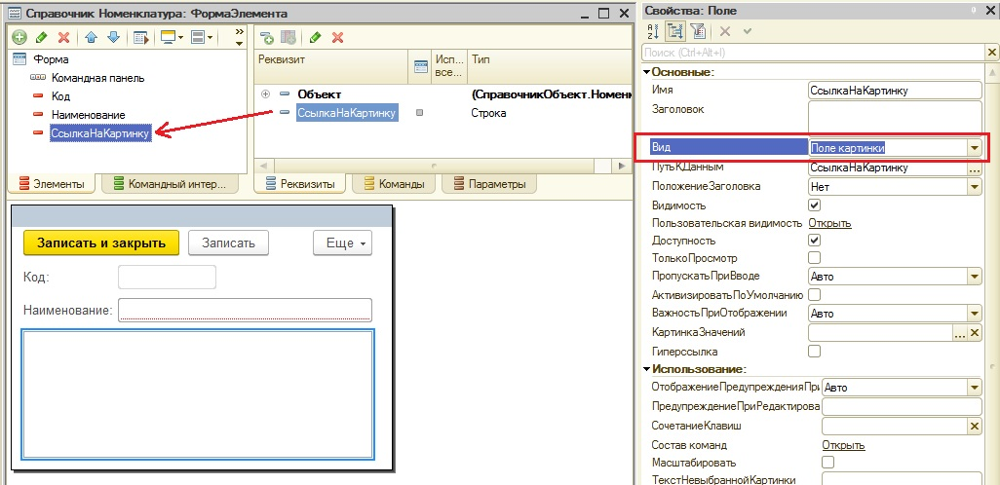 Справочник Номенклатура: ФормаЭлемента
Форма
Командная панель
Код
Наименование
СсылкаНаКартинку
Элементы
Командный интер...
Реквизит
Исп...
все...
Тип
Объект
(СправочникОбъект.Номен
СсылкаНаКартинку
Строка
Реквизиты
Команды
Параметры
Записать и закрыть
Записать
Еще
Код:
Наименование:
Свойства: Поле
Поиск (Ctrl+Alt+I)
Основные:
Имя СсылкаНаКартинку
Заголовок
Вид Поле картинки
ПутьКДанным СсылкаНаКартинку ...
ПоложениеЗаголовка Нет
Видимость
Пользовательская видимость Открыть
Доступность
ТолькоПросмотр
ПропускатьПриВводе Авто
АктивизироватьПоУмолчанию
ВажностьПриОтображении Авто
КартинкаЗначений ...
Гиперссылка
Использование:
ОтображениеПредупрежденияПри Авто
ПредупреждениеПриРедактирова
СочетаниеКлавиш
Состав команд Открыть
Масштабировать
ТекстНевыбраннойКартинки